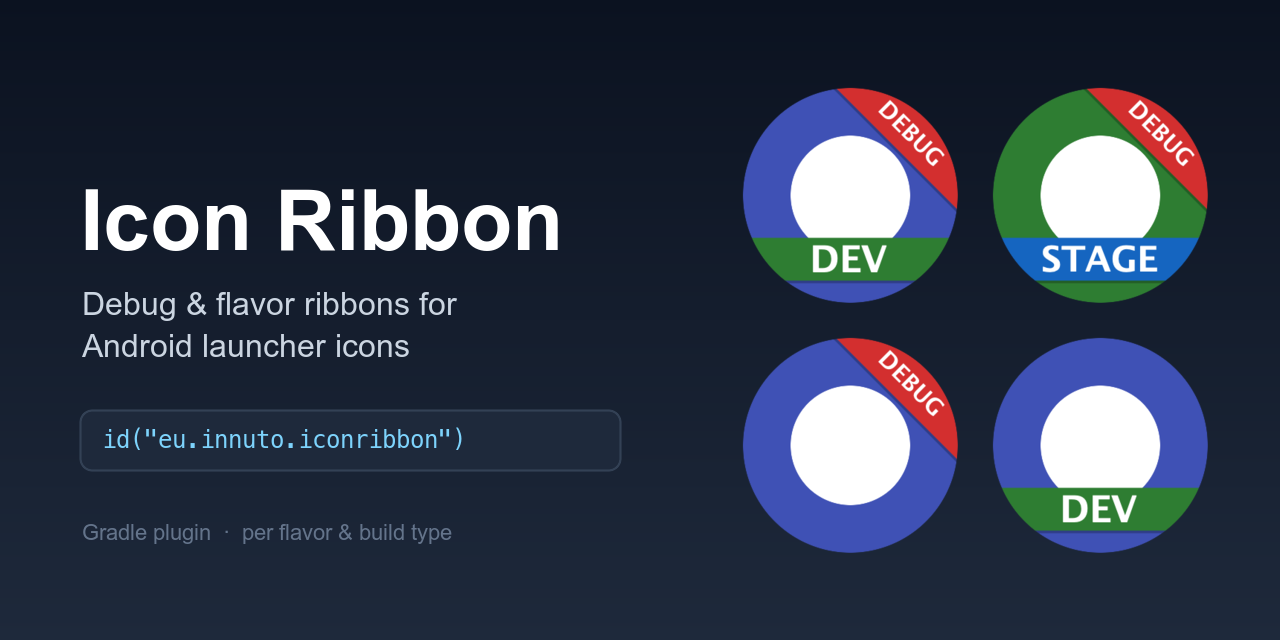 Icon Ribbon
Debug & flavor ribbons for
Android launcher icons
id("eu.innuto.iconribbon")
Gradle plugin · per flavor & build type
DEBUG
DEV
DEBUG
STAGE
DEBUG
DEV